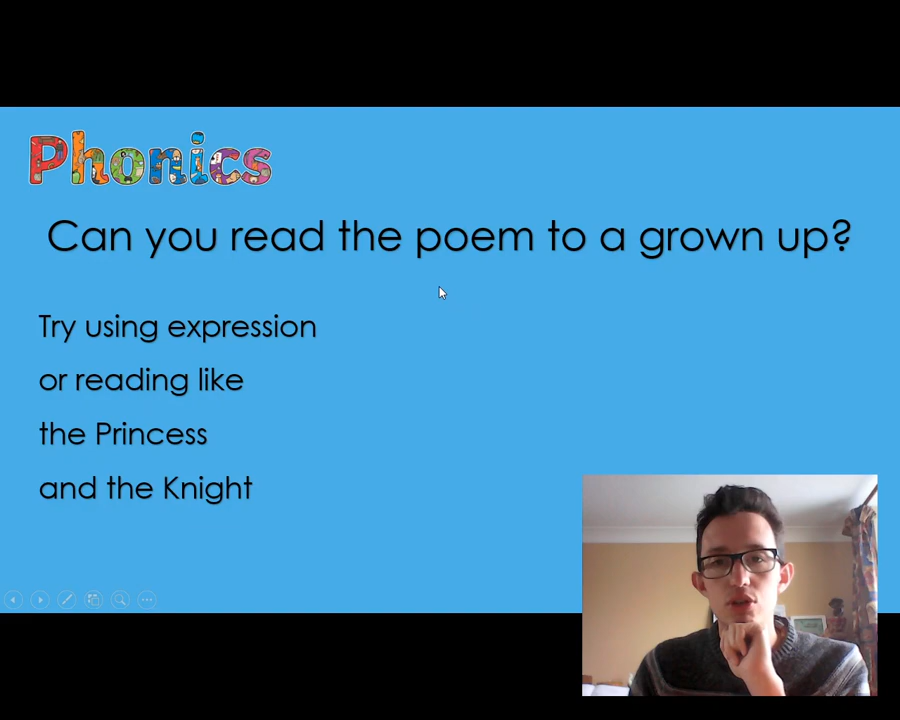 Phonics
Can you read the poem to a grown up?
Try using expression
or reading like
the Princess
and the Knight